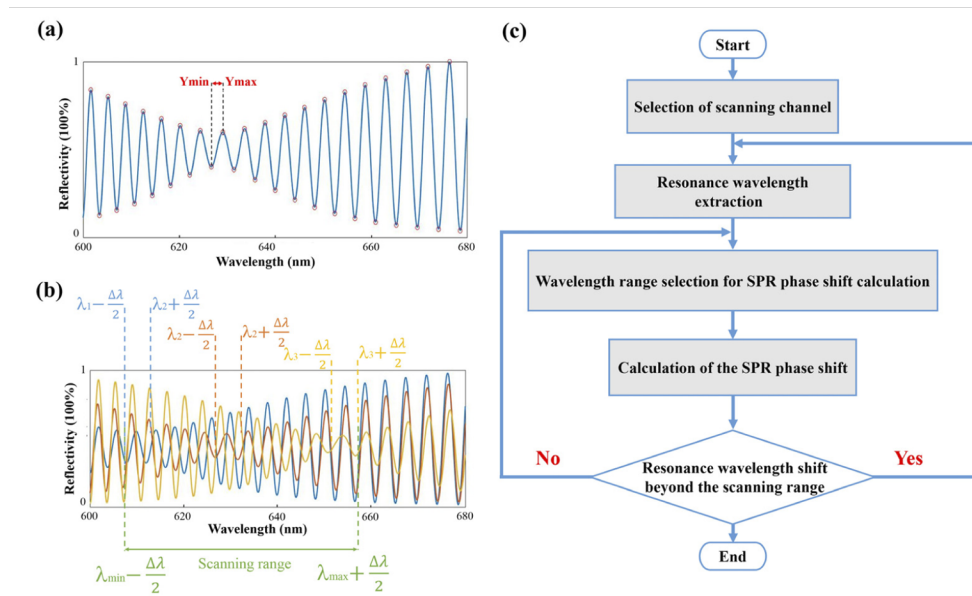 (a)
Ymin Ymax
Reflectivity (100%)
1
0
600 620 640 660 680
Wavelength (nm)
(b)
λ₁−Δλ/2 λ₂+Δλ/2
λ₂−Δλ/2 λ₂+Δλ/2
λ₃−Δλ/2 λ₃+Δλ/2
Reflectivity (100%)
1
0
600 620 640 660 680
Wavelength (nm)
Scanning range
λmin−Δλ/2 λmax+Δλ/2
(c)
Start
Selection of scanning channel
Resonance wavelength
extraction
Wavelength range selection for SPR phase shift calculation
Calculation of the SPR phase shift
No
Yes
Resonance wavelength shift
beyond the scanning range
End